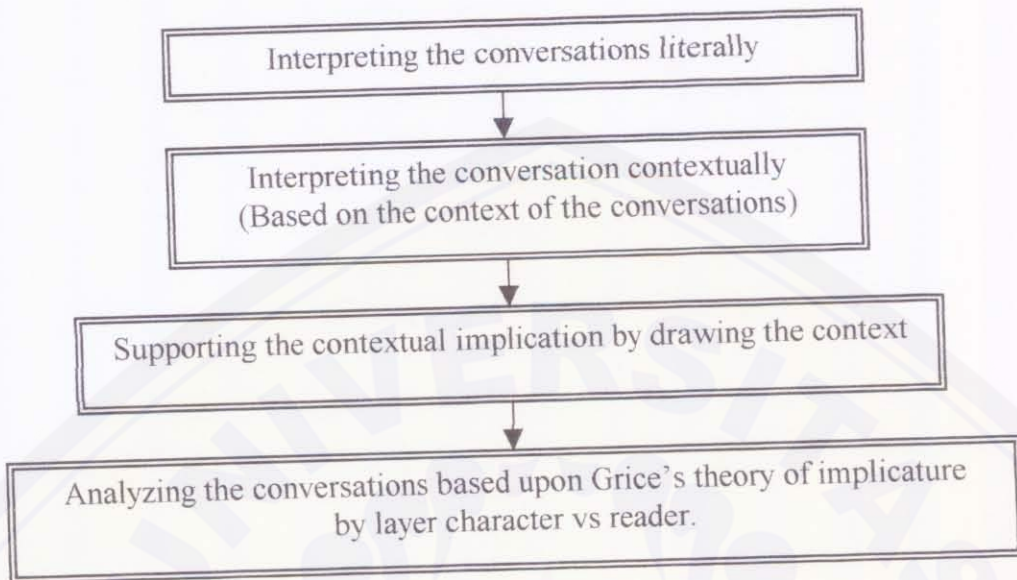 Interpreting the conversations literally
Interpreting the conversation contextually
(Based on the context of the conversations)
Supporting the contextual implication by drawing the context
Analyzing the conversations based upon Grice's theory of implicature
by layer character vs reader.
UNIVERSITAS